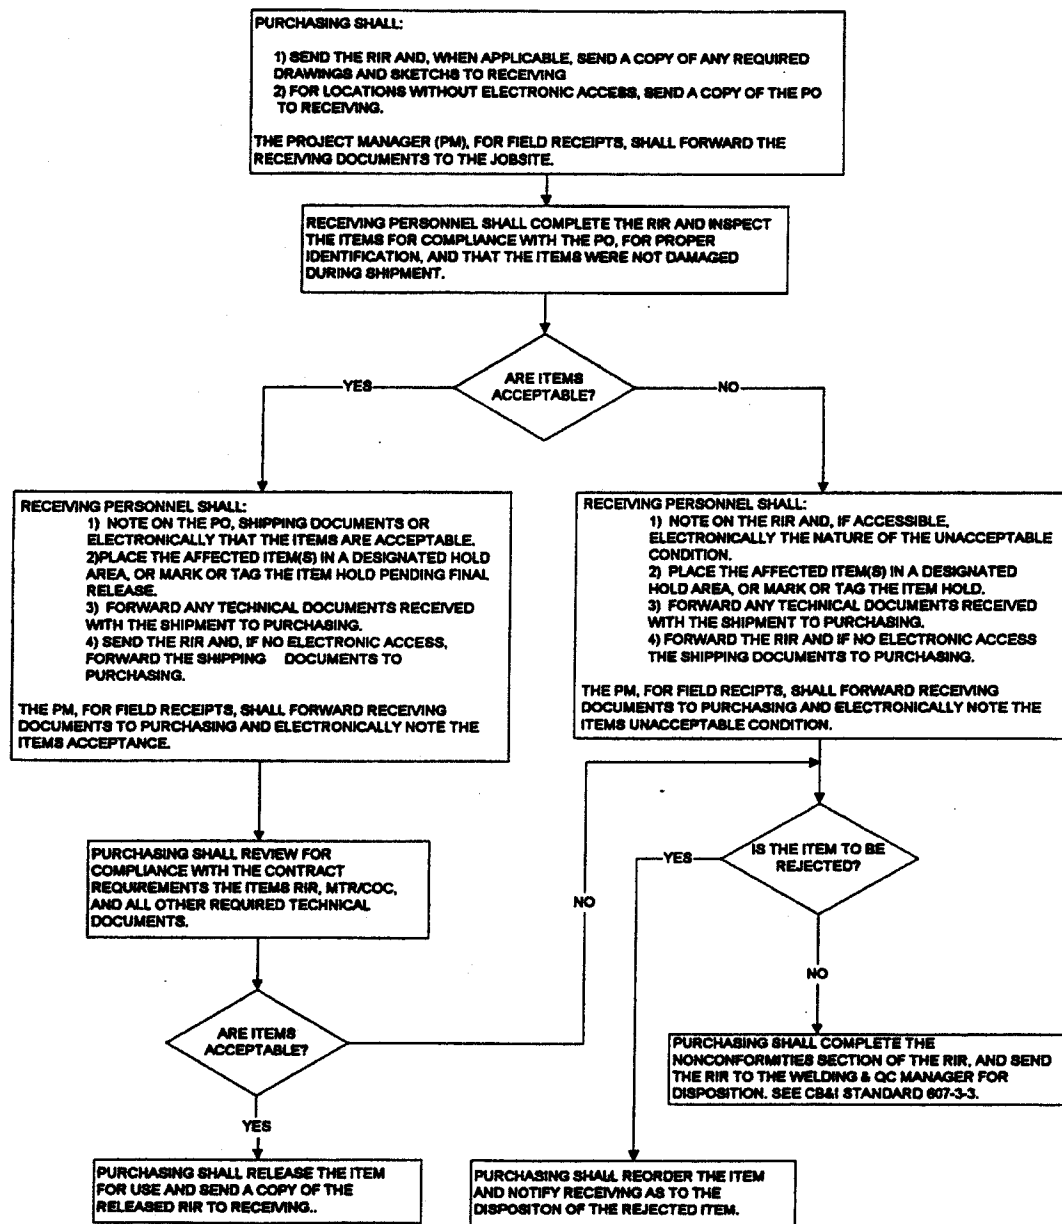 PURCHASING SHALL:
1) SEND THE RIR AND, WHEN APPLICABLE, SEND A COPY OF ANY REQUIRED
DRAWINGS AND SKETCHS TO RECEIVING
2) FOR LOCATIONS WITHOUT ELECTRONIC ACCESS, SEND A COPY OF THE PO
TO RECEIVING.
THE PROJECT MANAGER (PM), FOR FIELD RECEIPTS, SHALL FORWARD THE
RECEIVING DOCUMENTS TO THE JOBSITE.
RECEIVING PERSONNEL SHALL COMPLETE THE RIR AND INSPECT
THE ITEMS FOR COMPLIANCE WITH THE PO, FOR PROPER
IDENTIFICATION, AND THAT THE ITEMS WERE NOT DAMAGED
DURING SHIPMENT.
YES
ARE ITEMS
ACCEPTABLE?
NO
RECEIVING PERSONNEL SHALL:
1) NOTE ON THE PO, SHIPPING DOCUMENTS OR
ELECTRONICALLY THAT THE ITEMS ARE ACCEPTABLE.
2)PLACE THE AFFECTED ITEM(S) IN A DESIGNATED HOLD
AREA, OR MARK OR TAG THE ITEM HOLD PENDING FINAL
RELEASE.
3) FORWARD ANY TECHNICAL DOCUMENTS RECEIVED
WITH THE SHIPMENT TO PURCHASING.
4) SEND THE RIR AND, IF NO ELECTRONIC ACCESS,
FORWARD THE SHIPPING DOCUMENTS TO
PURCHASING.
THE PM, FOR FIELD RECEIPTS, SHALL FORWARD RECEIVING
DOCUMENTS TO PURCHASING AND ELECTRONICALLY NOTE THE
ITEMS ACCEPTANCE.
RECEIVING PERSONNEL SHALL:
1) NOTE ON THE RIR AND, IF ACCESSIBLE,
ELECTRONICALLY THE NATURE OF THE UNACCEPTABLE
CONDITION.
2) PLACE THE AFFECTED ITEM(S) IN A DESIGNATED
HOLD AREA, OR MARK OR TAG THE ITEM HOLD.
3) FORWARD ANY TECHNICAL DOCUMENTS RECEIVED
WITH THE SHIPMENT TO PURCHASING.
4) FORWARD THE RIR AND IF NO ELECTRONIC ACCESS
THE SHIPPING DOCUMENTS TO PURCHASING.
THE PM, FOR FIELD RECIPTS, SHALL FORWARD RECEIVING
DOCUMENTS TO PURCHASING AND ELECTRONICALLY NOTE THE
ITEMS UNACCEPTABLE CONDITION.
PURCHASING SHALL REVIEW FOR
COMPLIANCE WITH THE CONTRACT
REQUIREMENTS THE ITEMS RIR, MTR/COC,
AND ALL OTHER REQUIRED TECHNICAL
DOCUMENTS.
NO
YES
IS THE ITEM TO BE
REJECTED?
NO
ARE ITEMS
ACCEPTABLE?
YES
PURCHASING SHALL COMPLETE THE
NONCONFORMITIES SECTION OF THE RIR, AND SEND
THE RIR TO THE WELDING & QC MANAGER FOR
DISPOSITION. SEE CB&I STANDARD 607-3-3.
PURCHASING SHALL RELEASE THE ITEM
FOR USE AND SEND A COPY OF THE
RELEASED RIR TO RECEIVING..
PURCHASING SHALL REORDER THE ITEM
AND NOTIFY RECEIVING AS TO THE
DISPOSITON OF THE REJECTED ITEM.